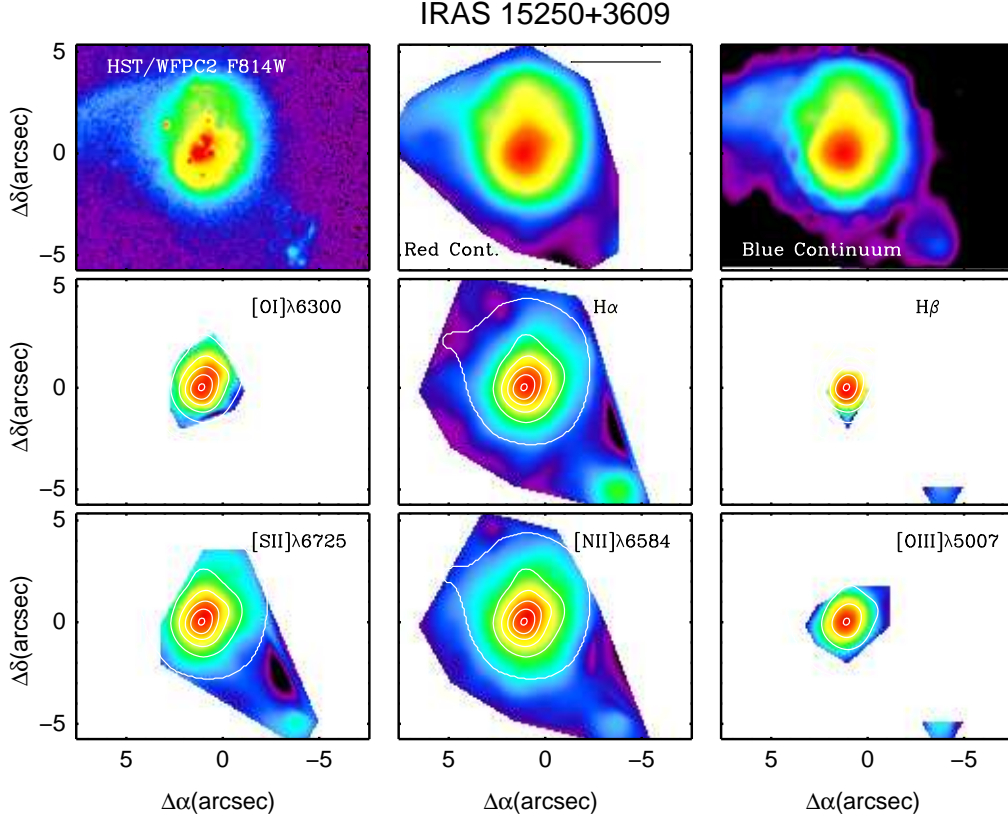 IRAS 15250+3609
HST/WFPC2 F814W
Red Cont.
Blue Continuum
5
0
−5
Δδ(arcsec)
[OI]λ6300
Hα
Hβ
5
0
−5
Δδ(arcsec)
[SII]λ6725
[NII]λ6584
[OIII]λ5007
5
0
−5
Δδ(arcsec)
5 0 −5
5 0 −5
5 0 −5
Δα(arcsec)
Δα(arcsec)
Δα(arcsec)